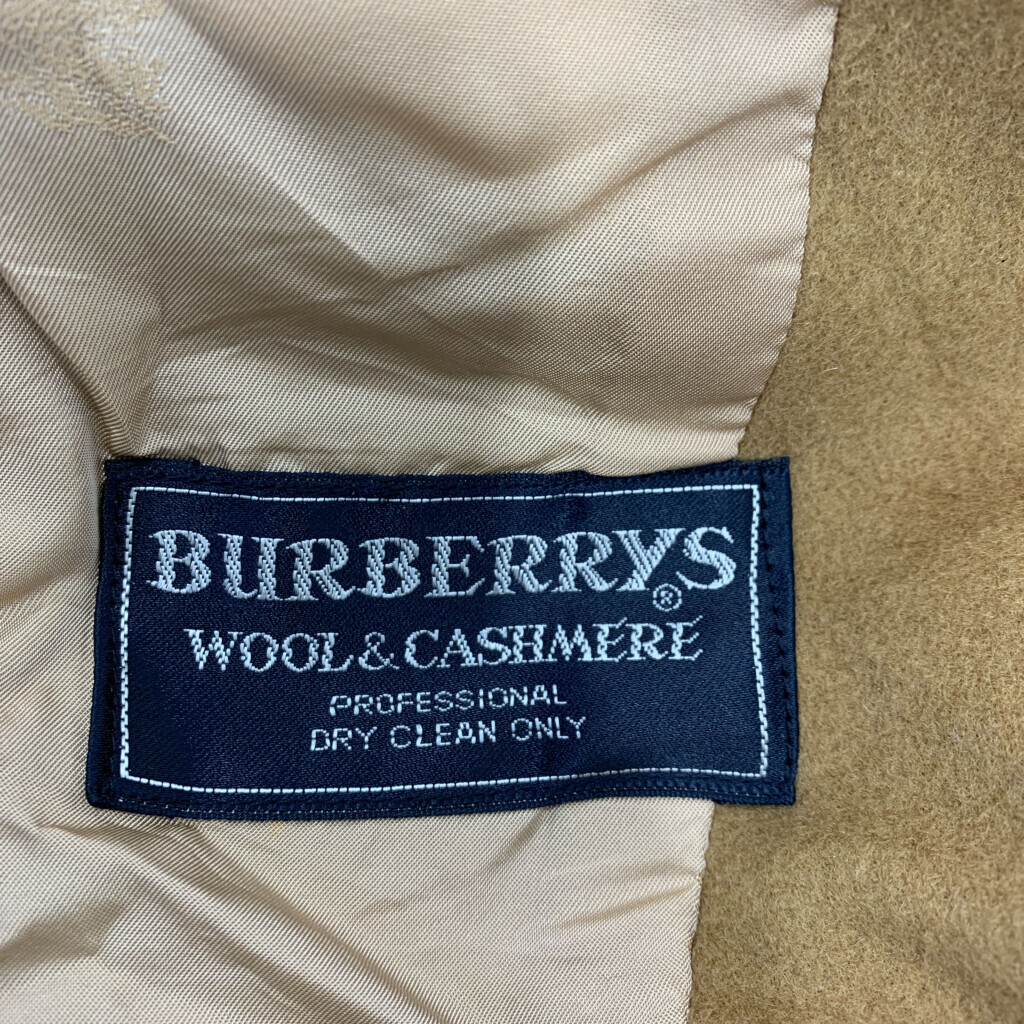 BURBERRYS®
WOOL&CASHMERE
PROFESSIONAL
DRY CLEAN ONLY